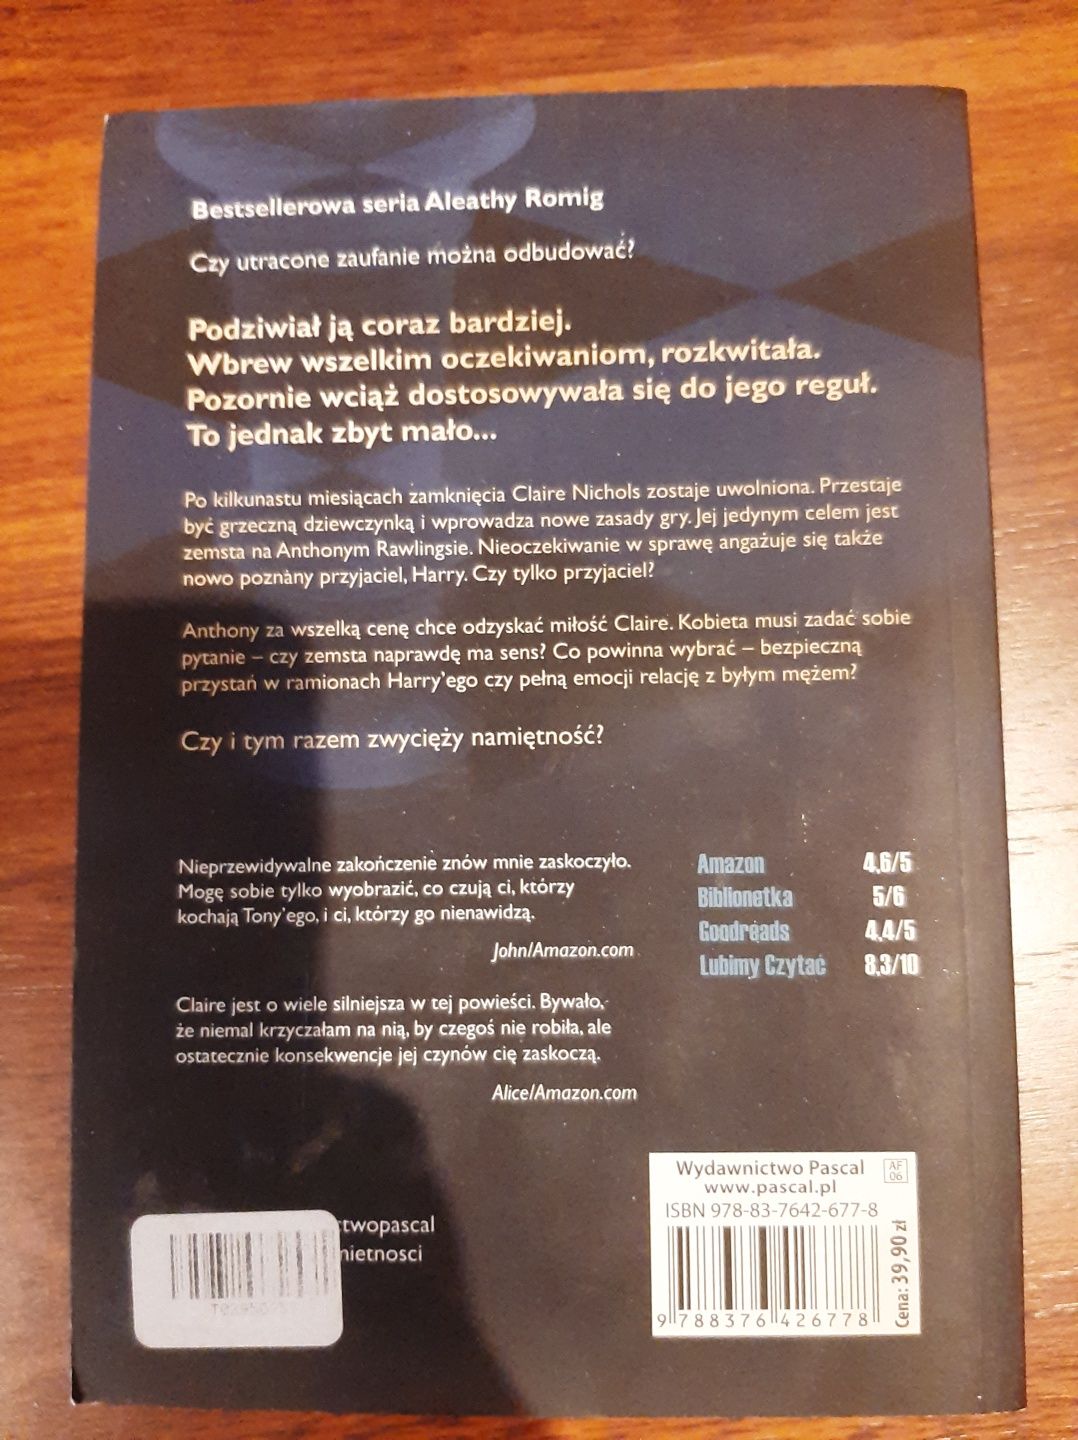 Bestsellerowa seria Aleathy Romig
Czy utracone zaufanie można odbudować?
Podziwiał ją coraz bardziej.
Wbrew wszelkim oczekiwaniom, rozkwitała.
Pozornie wciąż dostosowywała się do jego reguł.
To jednak zbyt mało...
Po kilkunastu miesiącach zamknięcia Claire Nichols zostaje uwolniona. Przestaje
być grzeczną dziewczynką i wprowadza nowe zasady gry. Jej jedynym celem jest
zemsta na Anthonym Rawlingsie. Nieoczekiwanie w sprawę angażuje się także
nowo poznany przyjaciel, Harry. Czy tylko przyjaciel?
Anthony za wszelką cenę chce odzyskać miłość Claire. Kobieta musi zadać sobie
pytanie – czy zemsta naprawdę ma sens? Co powinna wybrać – bezpieczną
przystań w ramionach Harry'ego czy pełną emocji relację z byłym mężem?
Czy i tym razem zwycięży namiętność?
Nieprzewidywalne zakończenie znów mnie zaskoczyło.
Mogę sobie tylko wyobrazić, co czują ci, którzy
kochają Tony'ego, i ci, którzy go nienawidzą.
John/Amazon.com
Claire jest o wiele silniejsza w tej powieści. Bywało,
że niemal krzyczałam na nią, by czegoś nie robiła, ale
ostatecznie konsekwencje jej czynów cię zaskoczą.
Alice/Amazon.com
Amazon 4,6/5
Biblionetka 5/6
Goodreads 4,4/5
Lubimy Czytać 8,3/10
ctwopascal
mietnosci
Wydawnictwo Pascal
www.pascal.pl
AF
06
ISBN 978-83-7642-677-8
9 788376 426778
Cena: 39,90 zł